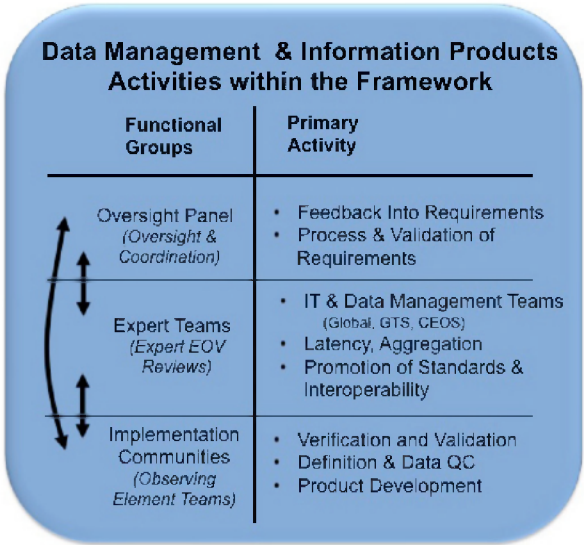 Data Management & Information Products
Activities within the Framework
Functional
Groups
Primary
Activity
Oversight Panel
(Oversight &
Coordination)
• Feedback Into Requirements
• Process & Validation of
Requirements
Expert Teams
(Expert EOV
Reviews)
• IT & Data Management Teams
(Global, GTS, CEOS)
• Latency, Aggregation
• Promotion of Standards &
Interoperability
Implementation
Communities
(Observing
Element Teams)
• Verification and Validation
• Definition & Data QC
• Product Development